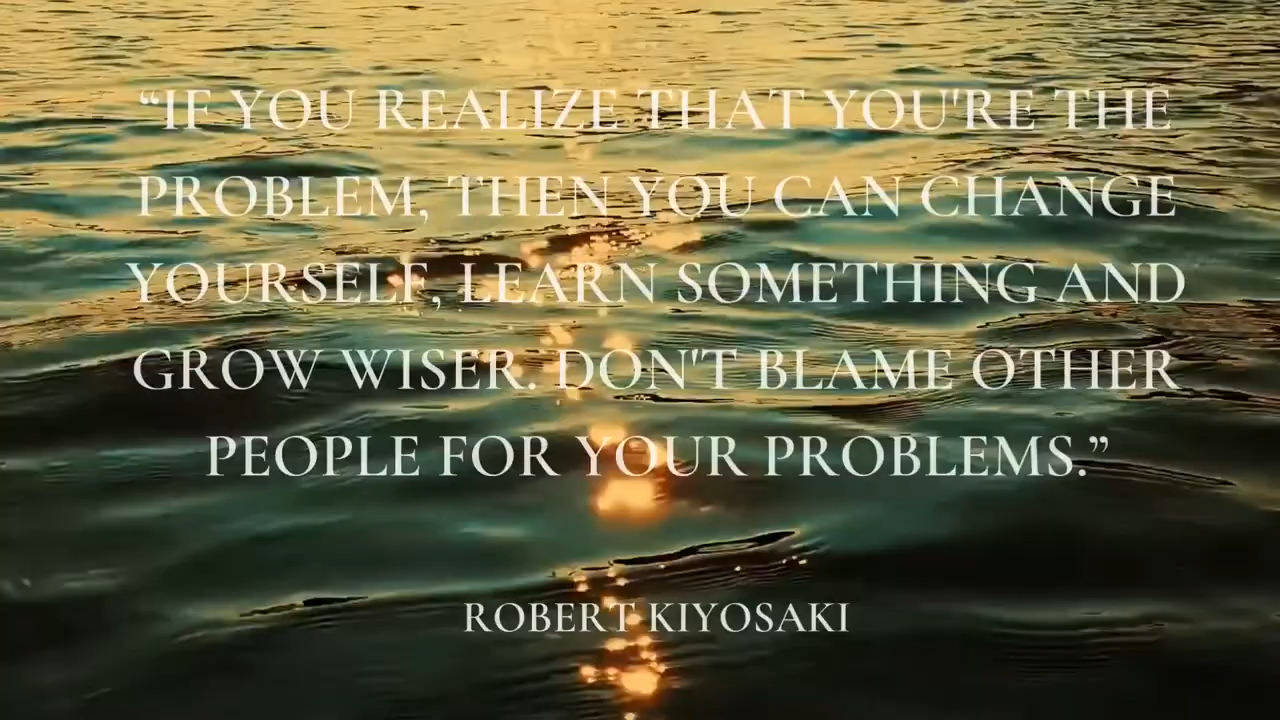 “IF YOU REALIZE THAT YOU'RE THE
PROBLEM, THEN YOU CAN CHANGE
YOURSELF, LEARN SOMETHING AND
GROW WISER. DON'T BLAME OTHER
PEOPLE FOR YOUR PROBLEMS.”
ROBERT KIYOSAKI